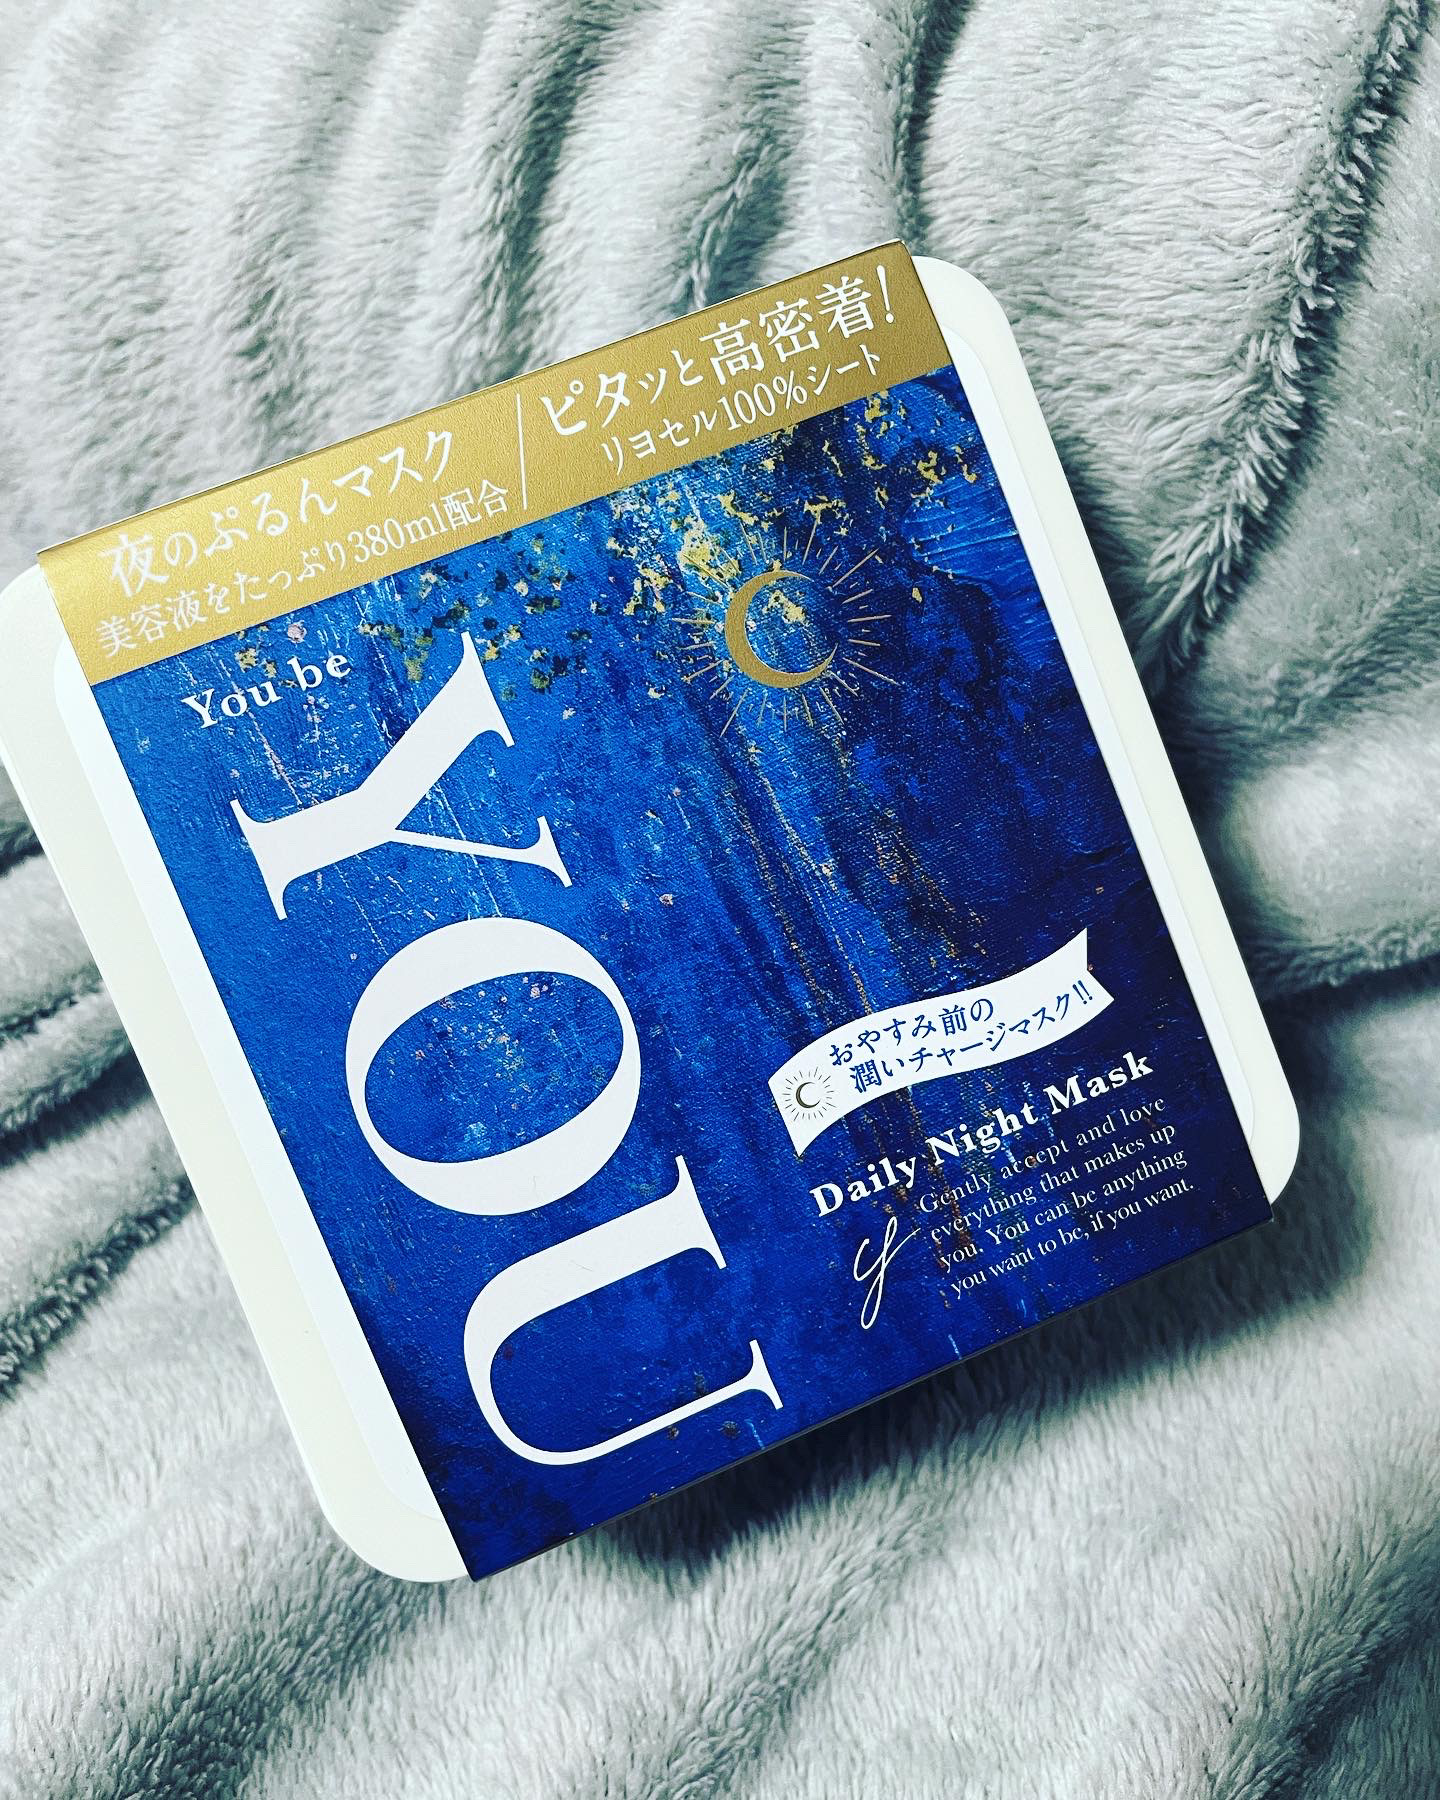 夜のぷるんマスク
美容液をたっぷり380ml配合
ピタッと高密着!
リヨセル100%シート
You be
YOU
おやすみ前の
潤いチャージマスク!!
Daily Night Mask
y
Gently accept and love
everything that makes up
you. You can be anything
you want to be, if you want.